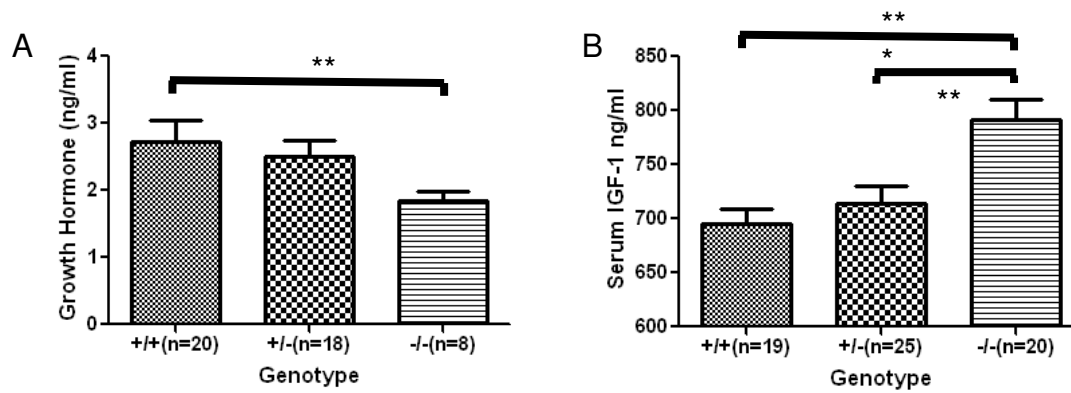 A
**
Growth Hormone (ng/ml)
4
3
2
1
0
+/+(n=20)
+/-(n=18)
-/-(n=8)
Genotype
B
**
*
**
Serum IGF-1 ng/ml
850
800
750
700
650
600
+/+(n=19)
+/-(n=25)
-/-(n=20)
Genotype